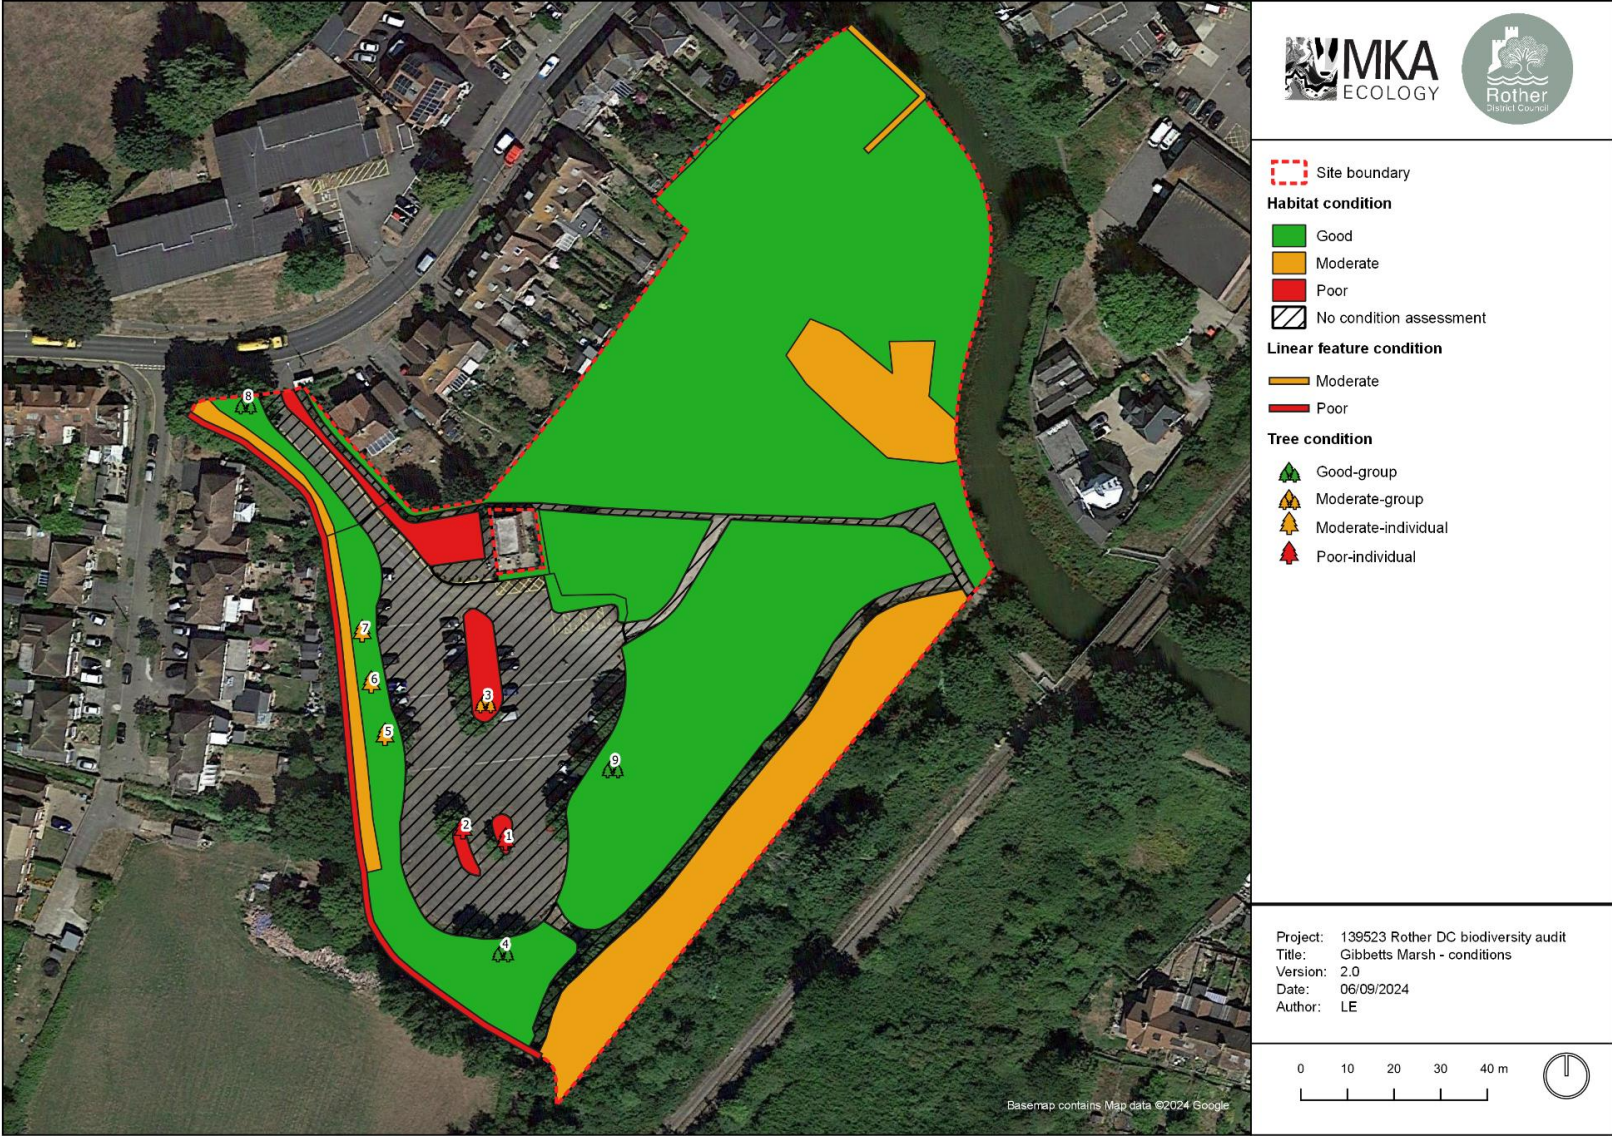 MKA
ECOLOGY
Rother
District Council
Site boundary
Habitat condition
Good
Moderate
Poor
No condition assessment
Linear feature condition
Moderate
Poor
Tree condition
Good-group
Moderate-group
Moderate-individual
Poor-individual
8
7
6
5
3
2
1
9
4
Project: 139523 Rother DC biodiversity audit
Title: Gibbetts Marsh - conditions
Version: 2.0
Date: 06/09/2024
Author: LE
0 10 20 30 40 m
Basemap contains Map data ©2024 Google